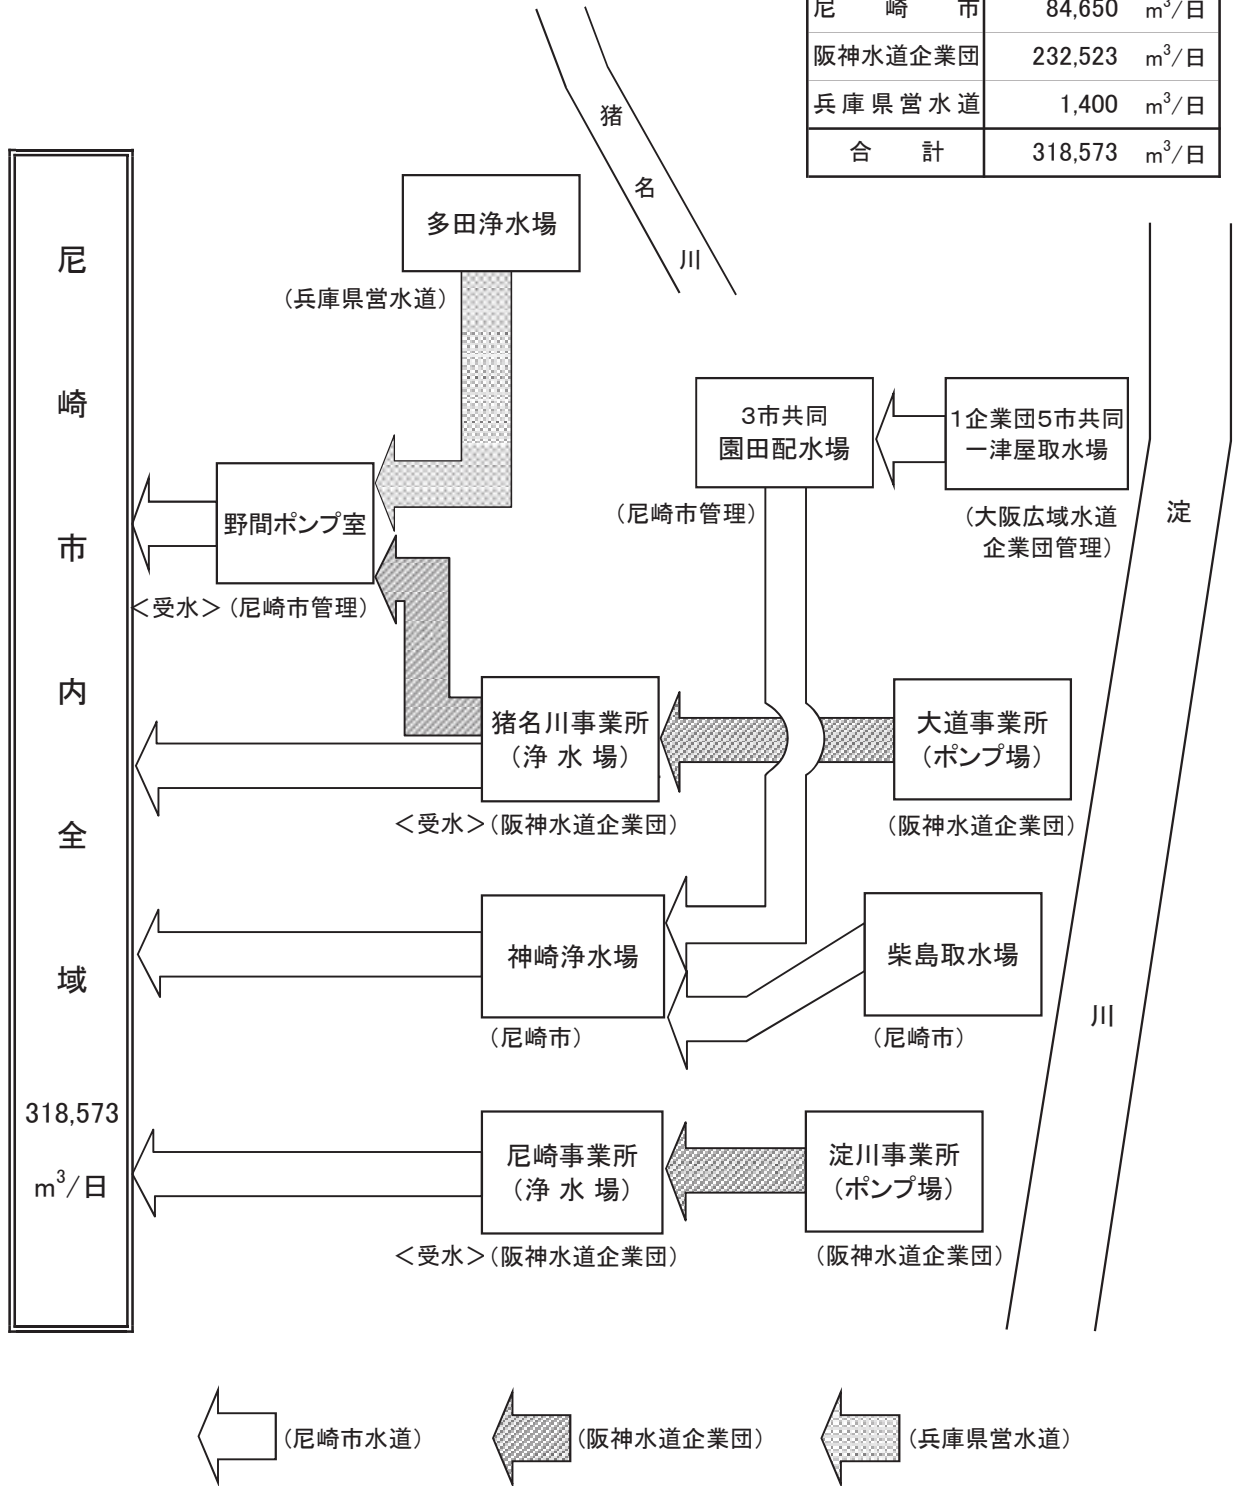 尼崎市 84,650 m³/日
阪神水道企業団 232,523 m³/日
兵庫県営水道 1,400 m³/日
合計 318,573 m³/日
猪名川
尼崎市内全域
318,573
m³/日
多田浄水場
(兵庫県営水道)
3市共同
園田配水場
(尼崎市管理)
1企業団5市共同
一津屋取水場
(大阪広域水道
企業団管理)
淀川
野間ポンプ室
＜受水＞(尼崎市管理)
猪名川事業所
(浄水場)
＜受水＞(阪神水道企業団)
大道事業所
(ポンプ場)
(阪神水道企業団)
神崎浄水場
(尼崎市)
柴島取水場
(尼崎市)
尼崎事業所
(浄水場)
＜受水＞(阪神水道企業団)
淀川事業所
(ポンプ場)
(阪神水道企業団)
(尼崎市水道)
(阪神水道企業団)
(兵庫県営水道)